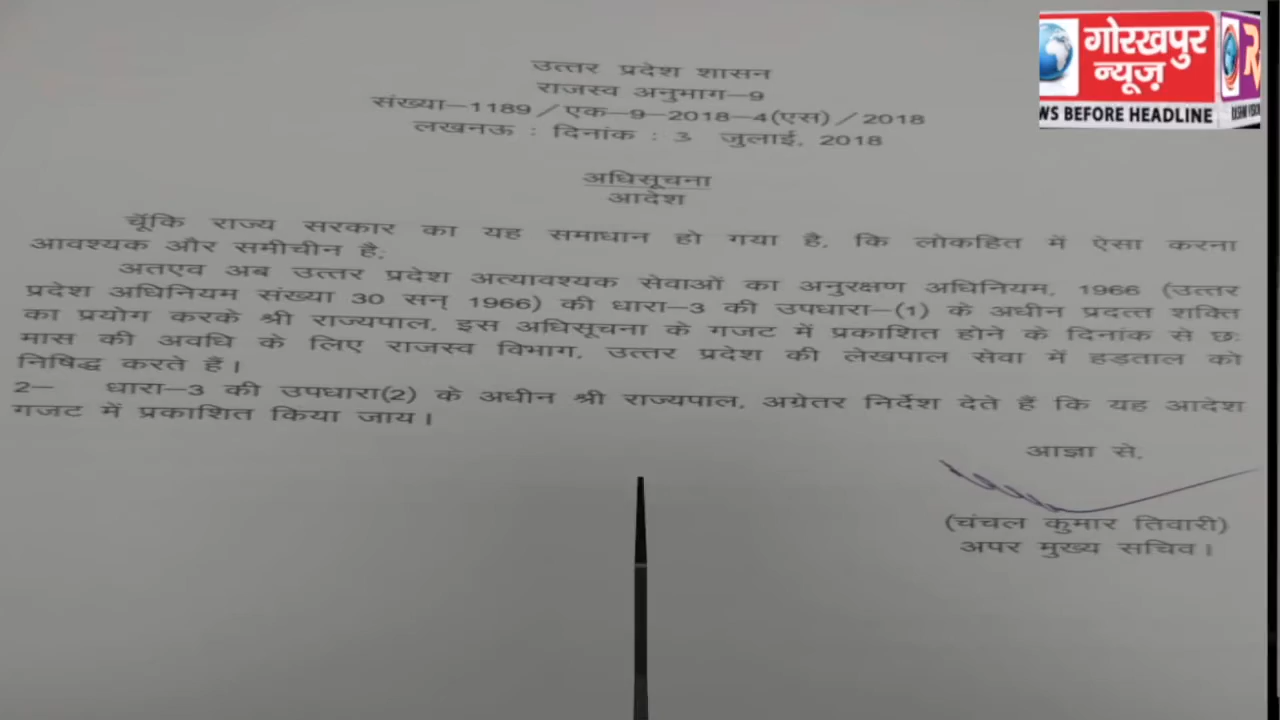 गोरखपुर
न्यूज़
WS BEFORE HEADLINE
उत्तर प्रदेश शासन
राजस्व अनुभाग–9
संख्या–1189 / एक–9–2018–4(एस) / 2018
लखनऊ : दिनांक : 3 जुलाई, 2018
अधिसूचना
आदेश
चूँकि राज्य सरकार का यह समाधान हो गया है, कि लोकहित में ऐसा करना
आवश्यक और समीचीन है;
अतएव अब उत्तर प्रदेश अत्यावश्यक सेवाओं का अनुरक्षण अधिनियम, 1966 (उत्तर
प्रदेश अधिनियम संख्या 30 सन् 1966) की धारा–3 की उपधारा–(1) के अधीन प्रदत्त शक्ति
का प्रयोग करके श्री राज्यपाल, इस अधिसूचना के गजट में प्रकाशित होने के दिनांक से छः
मास की अवधि के लिए राजस्व विभाग, उत्तर प्रदेश की लेखपाल सेवा में हड़ताल को
निषिद्ध करते हैं।
2– धारा–3 की उपधारा(2) के अधीन श्री राज्यपाल, अग्रेतर निर्देश देते हैं कि यह आदेश
गजट में प्रकाशित किया जाय।
आज्ञा से,
(चंचल कुमार तिवारी)
अपर मुख्य सचिव।